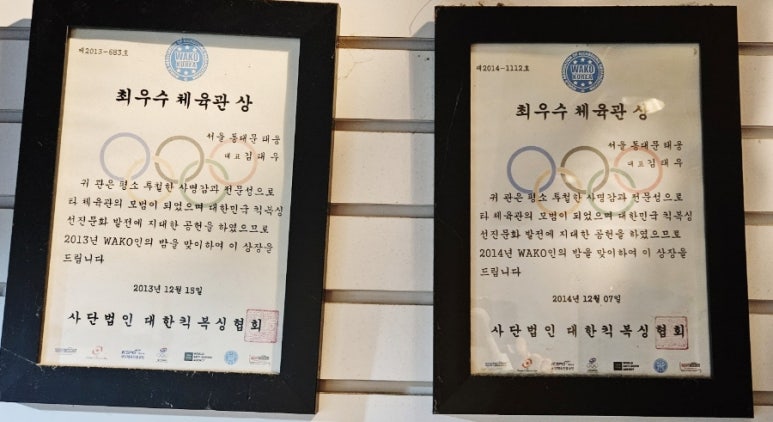 제2013-683호
WAKO
KOREA
최우수 체육관 상
서울 동대문 태웅
대표 김태우
귀 관은 평소 투철한 사명감과 전문성으로
타 체육관의 모범이 되었으며 대한민국 킥복싱
선진문화 발전에 지대한 공헌을 하였으므로
2013년 WAKO인의 밤을 맞이하여 이 상장을
드립니다
2013년 12월 15일
사단법인 대한킥복싱협회
제2014-1112호
WAKO
KOREA
최우수 체육관 상
서울 동대문 태웅
대표 김태우
귀 관은 평소 투철한 사명감과 전문성으로
타 체육관의 모범이 되었으며 대한민국 킥복싱
선진문화 발전에 지대한 공헌을 하였으므로
2014년 WAKO인의 밤을 맞이하여 이 상장을
드립니다
2014년 12월 07일
사단법인 대한킥복싱협회